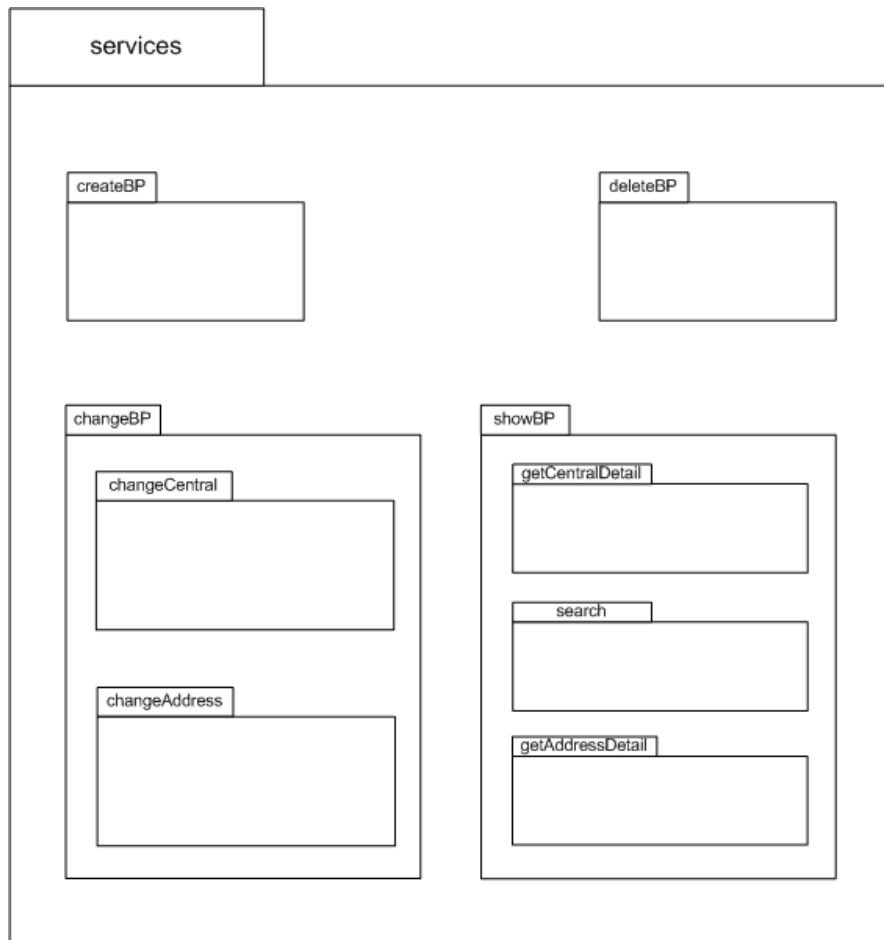 services
createBP
deleteBP
changeBP
showBP
changeCentral
getCentralDetail
search
changeAddress
getAddressDetail